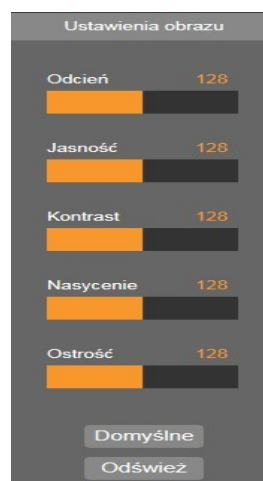 Ustawienia obrazu
Odcień 128
Jasność 128
Kontrast 128
Nasycenie 128
Ostrość 128
Domyślne
Odśwież